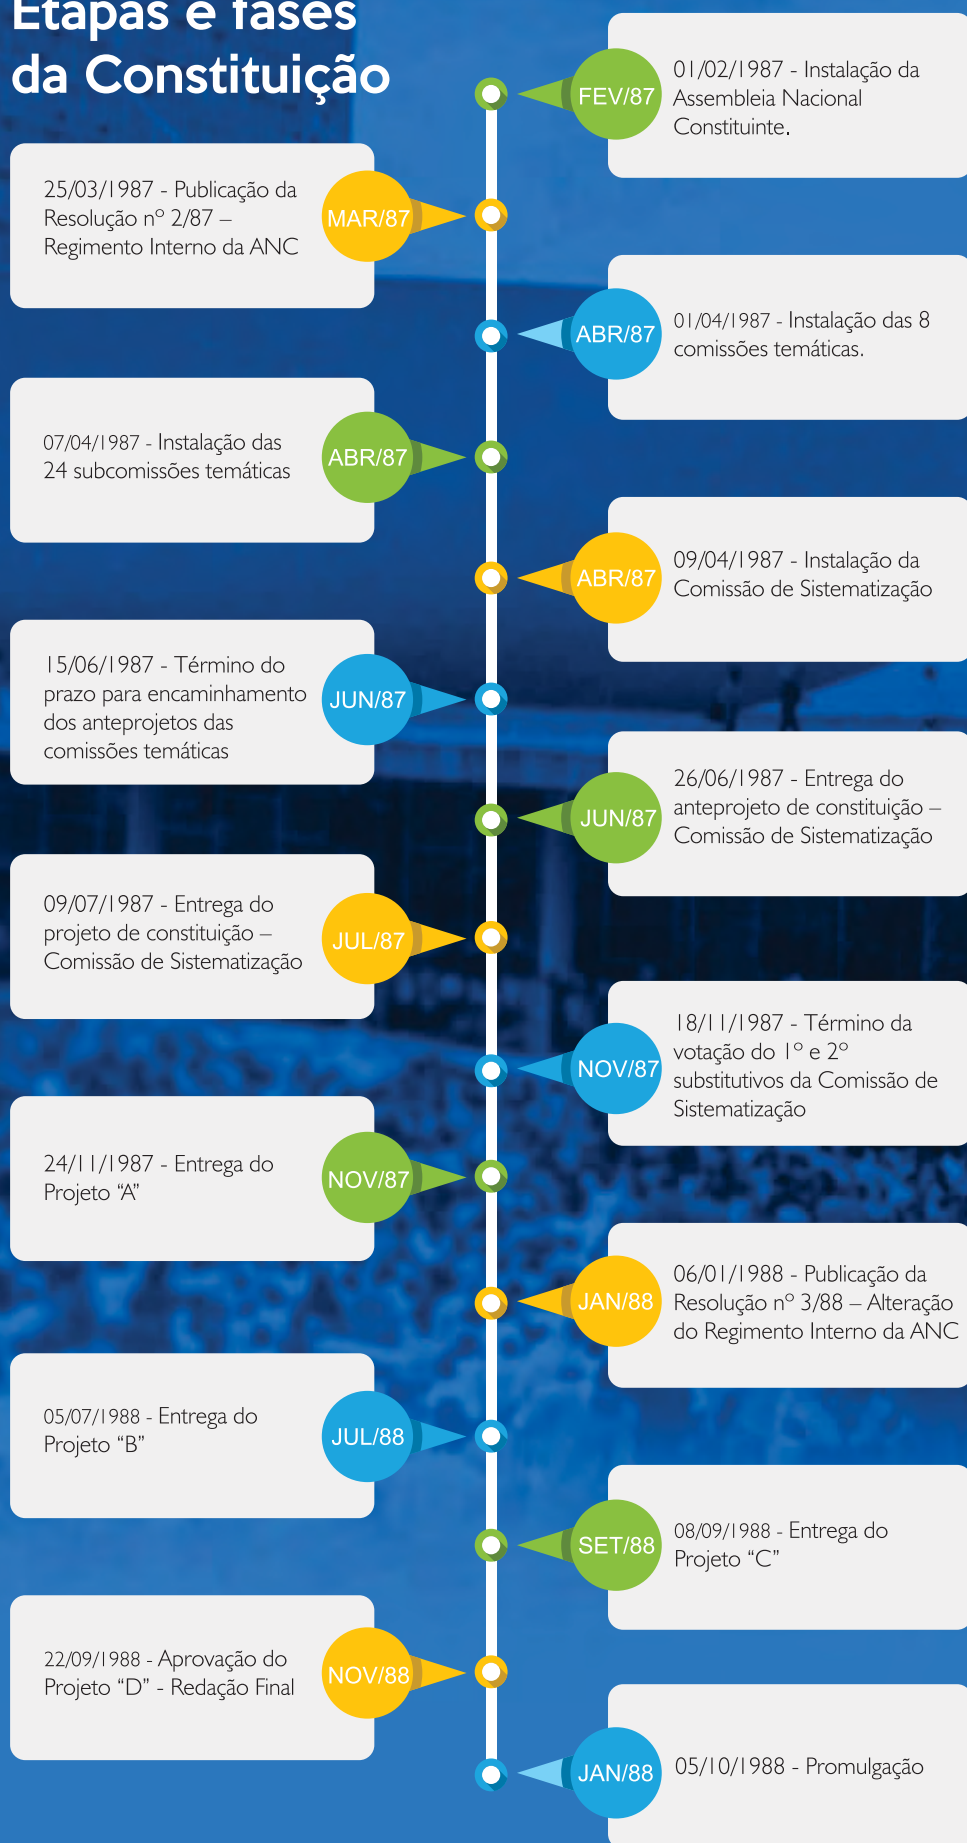 Etapas e fases
da Constituição
FEV/87
01/02/1987 - Instalação da
Assembleia Nacional
Constituinte.
25/03/1987 - Publicação da
Resolução nº 2/87 –
Regimento Interno da ANC
MAR/87
ABR/87
01/04/1987 - Instalação das 8
comissões temáticas.
07/04/1987 - Instalação das
24 subcomissões temáticas
ABR/87
ABR/87
09/04/1987 - Instalação da
Comissão de Sistematização
15/06/1987 - Término do
prazo para encaminhamento
dos anteprojetos das
comissões temáticas
JUN/87
JUN/87
26/06/1987 - Entrega do
anteprojeto de constituição –
Comissão de Sistematização
09/07/1987 - Entrega do
projeto de constituição –
Comissão de Sistematização
JUL/87
NOV/87
18/11/1987 - Término da
votação do 1º e 2º
substitutivos da Comissão de
Sistematização
24/11/1987 - Entrega do
Projeto “A”
NOV/87
JAN/88
06/01/1988 - Publicação da
Resolução nº 3/88 – Alteração
do Regimento Interno da ANC
05/07/1988 - Entrega do
Projeto “B”
JUL/88
SET/88
08/09/1988 - Entrega do
Projeto “C”
22/09/1988 - Aprovação do
Projeto “D” - Redação Final
NOV/88
JAN/88
05/10/1988 - Promulgação